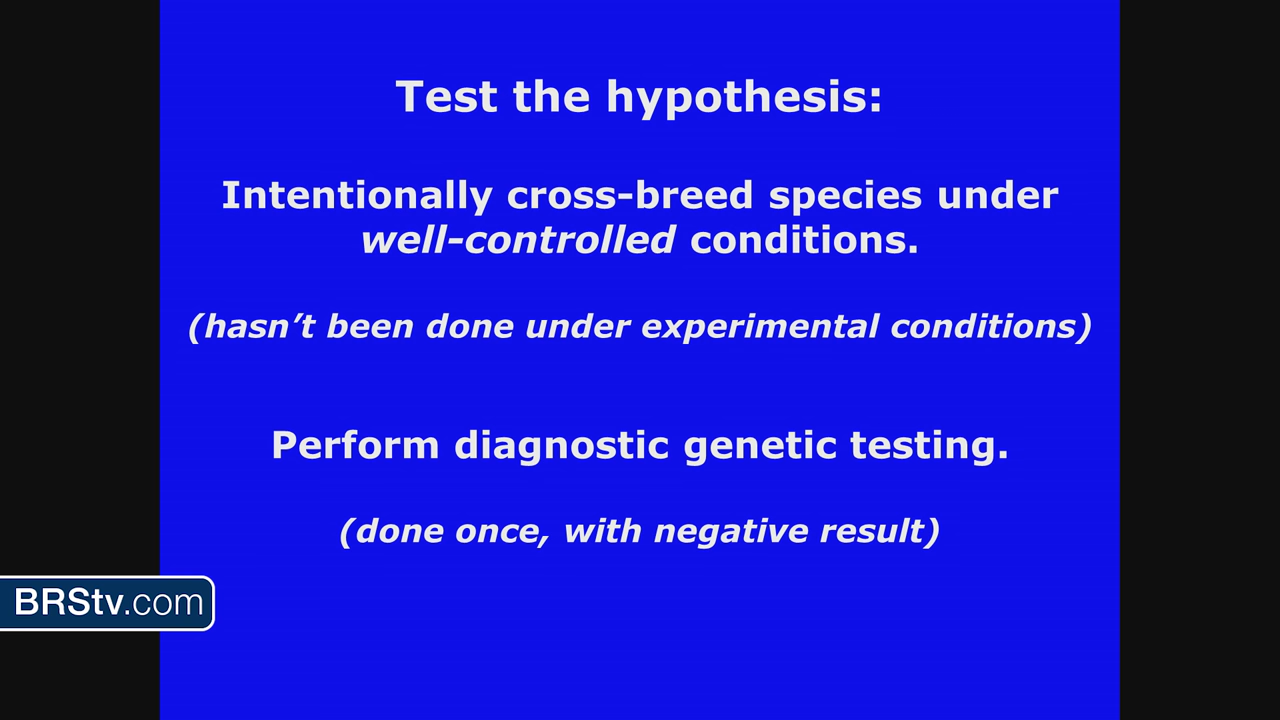 Test the hypothesis:
Intentionally cross-breed species under
well-controlled conditions.
(hasn’t been done under experimental conditions)
Perform diagnostic genetic testing.
(done once, with negative result)
BRStv.com